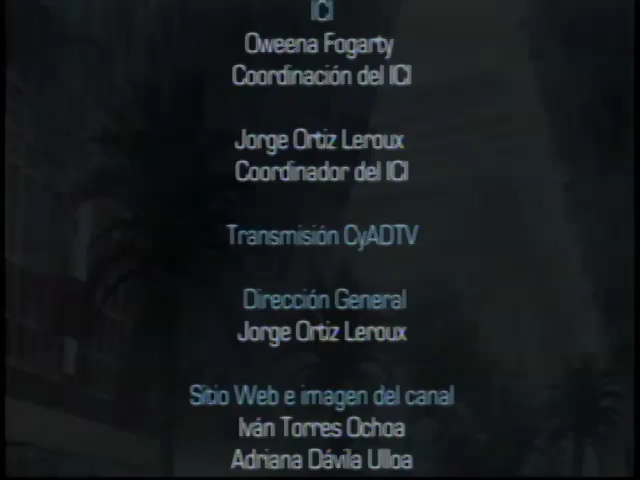 ICI
Oweena Fogarty
Coordinación del ICI
Jorge Ortiz Leroux
Coordinador del ICI
Transmisión CyADTV
Dirección General
Jorge Ortiz Leroux
Sitio Web e imagen del canal
Iván Torres Ochoa
Adriana Dávila Ulloa